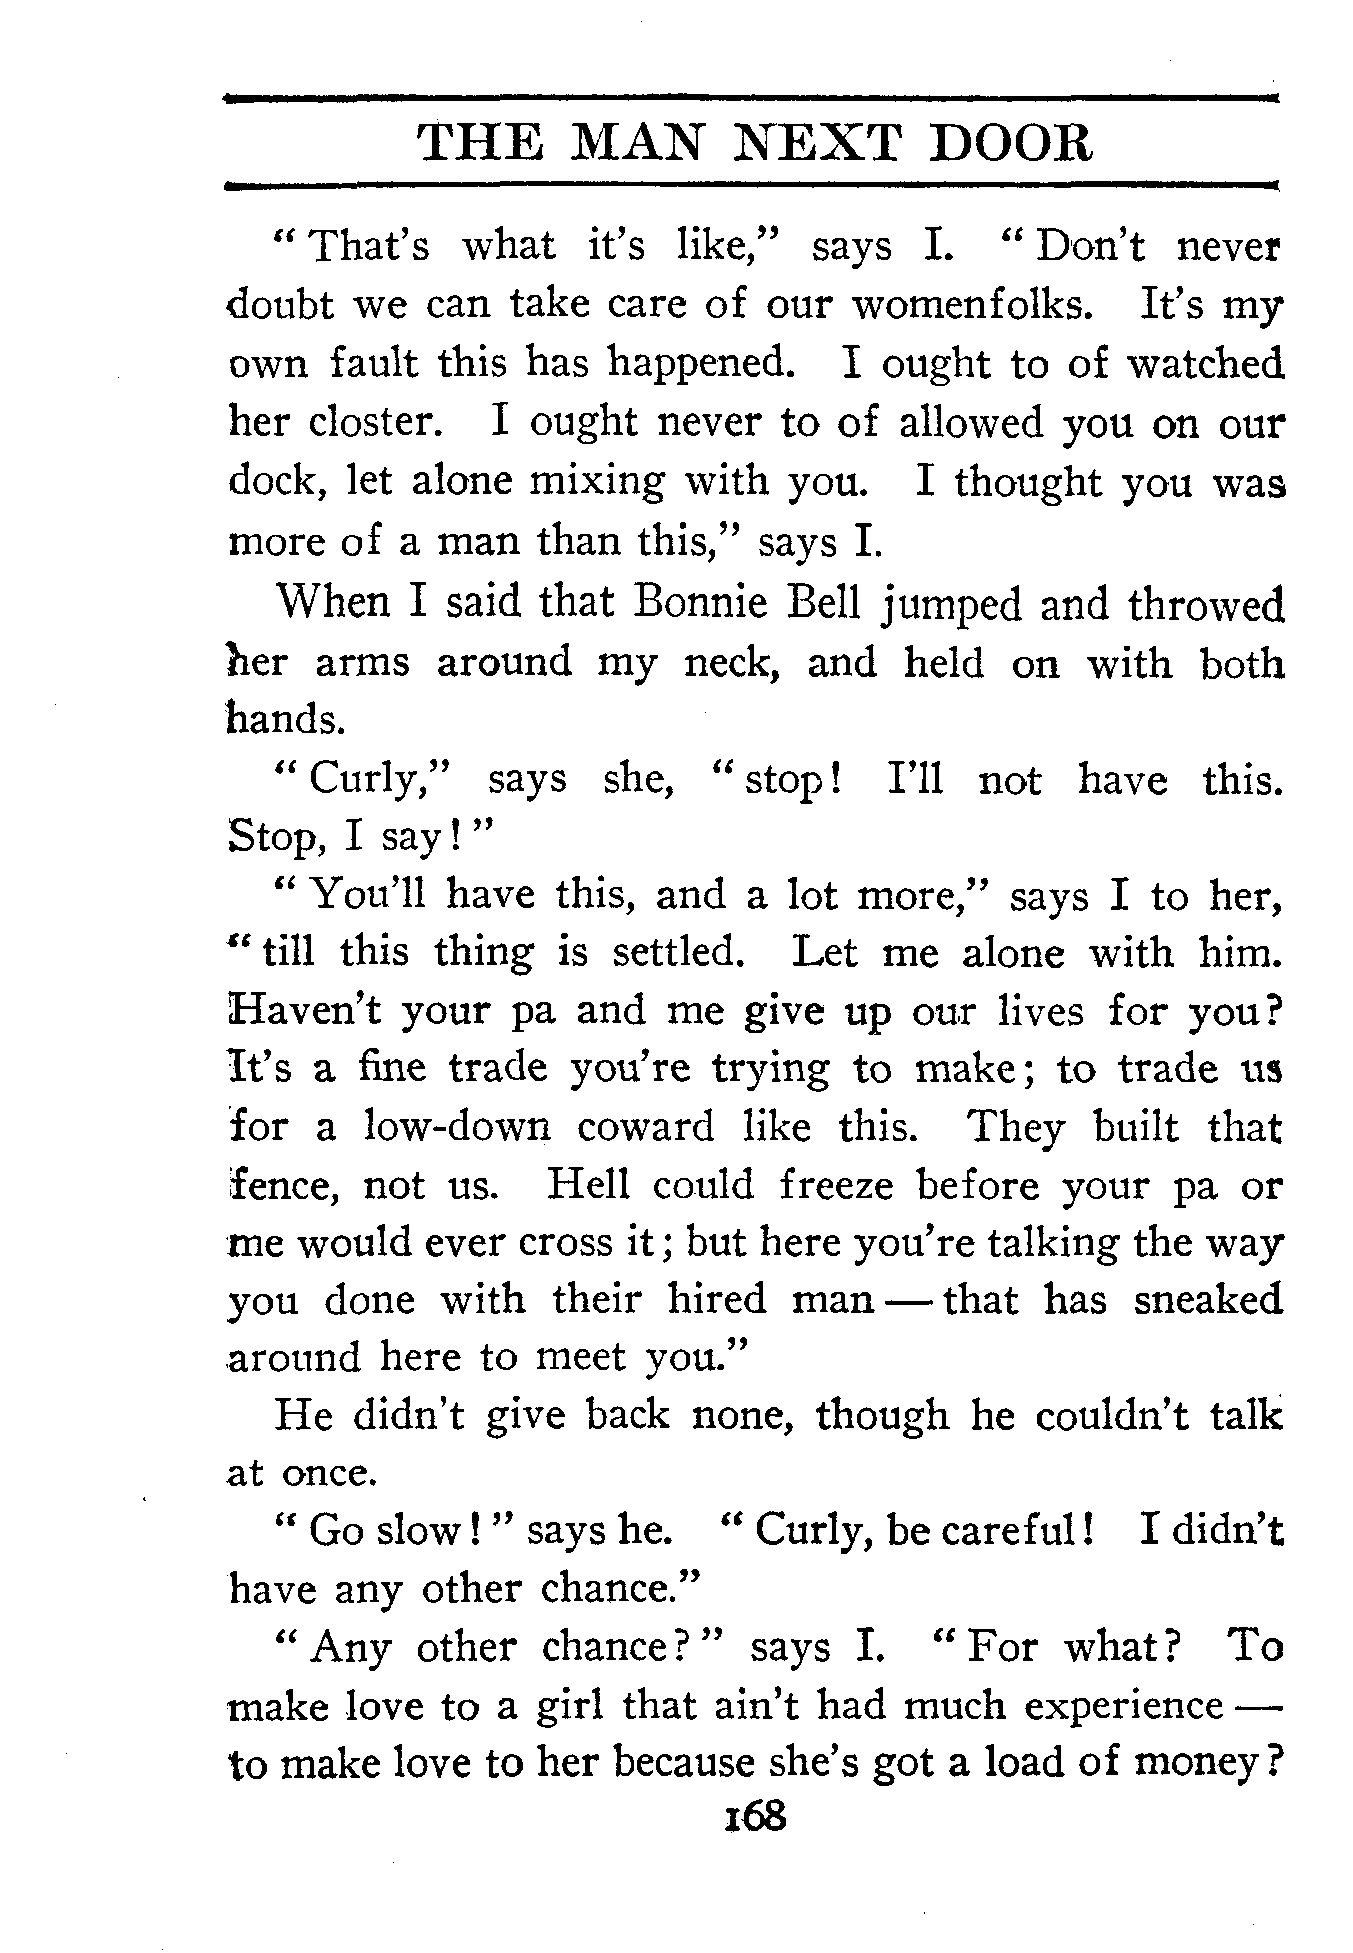 THE MAN NEXT DOOR
"That's what it's like," says I. "Don't never
doubt we can take care of our womenfolks. It's my
own fault this has happened. I ought to of watched
her closter. I ought never to of allowed you on our
dock, let alone mixing with you. I thought you was
more of a man than this," says I.
When I said that Bonnie Bell jumped and throwed
her arms around my neck, and held on with both
hands.
"Curly," says she, "stop! I'll not have this.
Stop, I say!"
"You'll have this, and a lot more," says I to her,
"till this thing is settled. Let me alone with him.
Haven't your pa and me give up our lives for you?
It's a fine trade you're trying to make; to trade us
for a low-down coward like this. They built that
fence, not us. Hell could freeze before your pa or
me would ever cross it; but here you're talking the way
you done with their hired man — that has sneaked
around here to meet you."
He didn't give back none, though he couldn't talk
at once.
"Go slow!" says he. "Curly, be careful! I didn't
have any other chance."
"Any other chance?" says I. "For what? To
make love to a girl that ain't had much experience —
to make love to her because she's got a load of money?
168